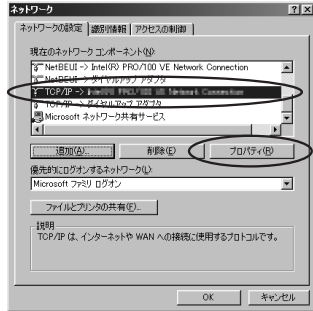 ネットワーク
ネットワークの設定 識別情報 アクセスの制御
現在のネットワーク コンポーネント(N):
NetBEUI -> Intel(R) PRO/100 VE Network Connection
NetBEUI -> ダイヤルアップ アダプタ
TCP/IP -> Intel(R) PRO/100 VE Network Connection
TCP/IP -> ダイヤルアップ アダプタ
Microsoft ネットワーク共有サービス
追加(A)... 削除(E) プロパティ(R)
優先的にログオンするネットワーク(L):
Microsoft ファミリ ログオン
ファイルとプリンタの共有(F)...
説明
TCP/IP は、インターネットや WAN への接続に使用するプロトコルです。
OK キャンセル